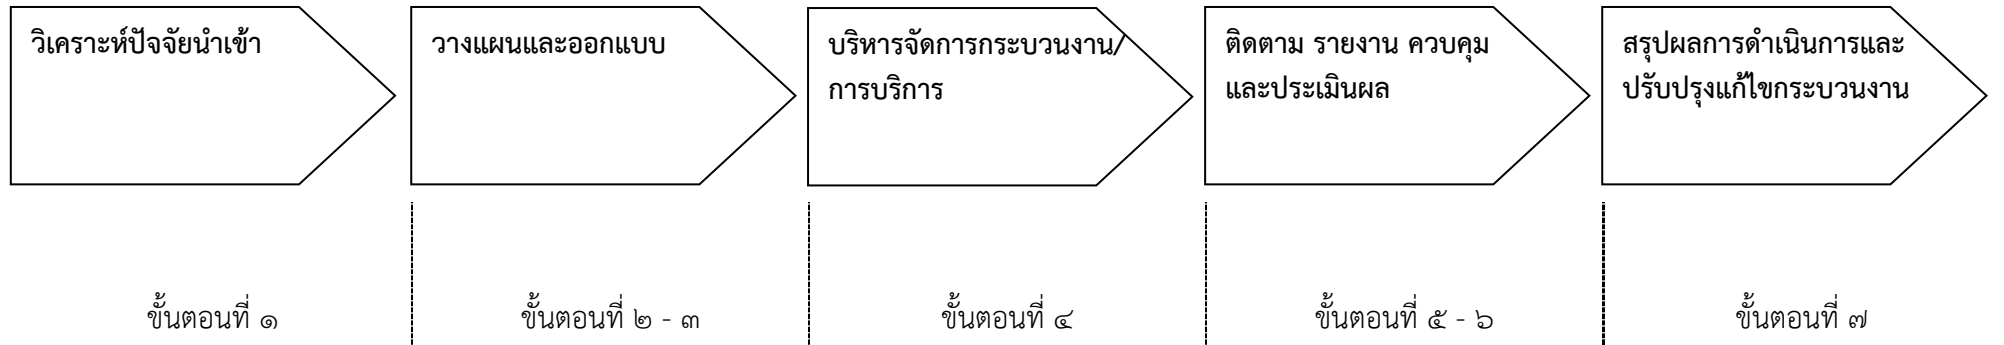 วิเคราะห์ปัจจัยนำเข้า
วางแผนและออกแบบ
บริหารจัดการกระบวนงาน/
การบริการ
ติดตาม รายงาน ควบคุม
และประเมินผล
สรุปผลการดำเนินการและ
ปรับปรุงแก้ไขกระบวนงาน
ขั้นตอนที่ ๑
ขั้นตอนที่ ๒ - ๓
ขั้นตอนที่ ๔
ขั้นตอนที่ ๕ - ๖
ขั้นตอนที่ ๗